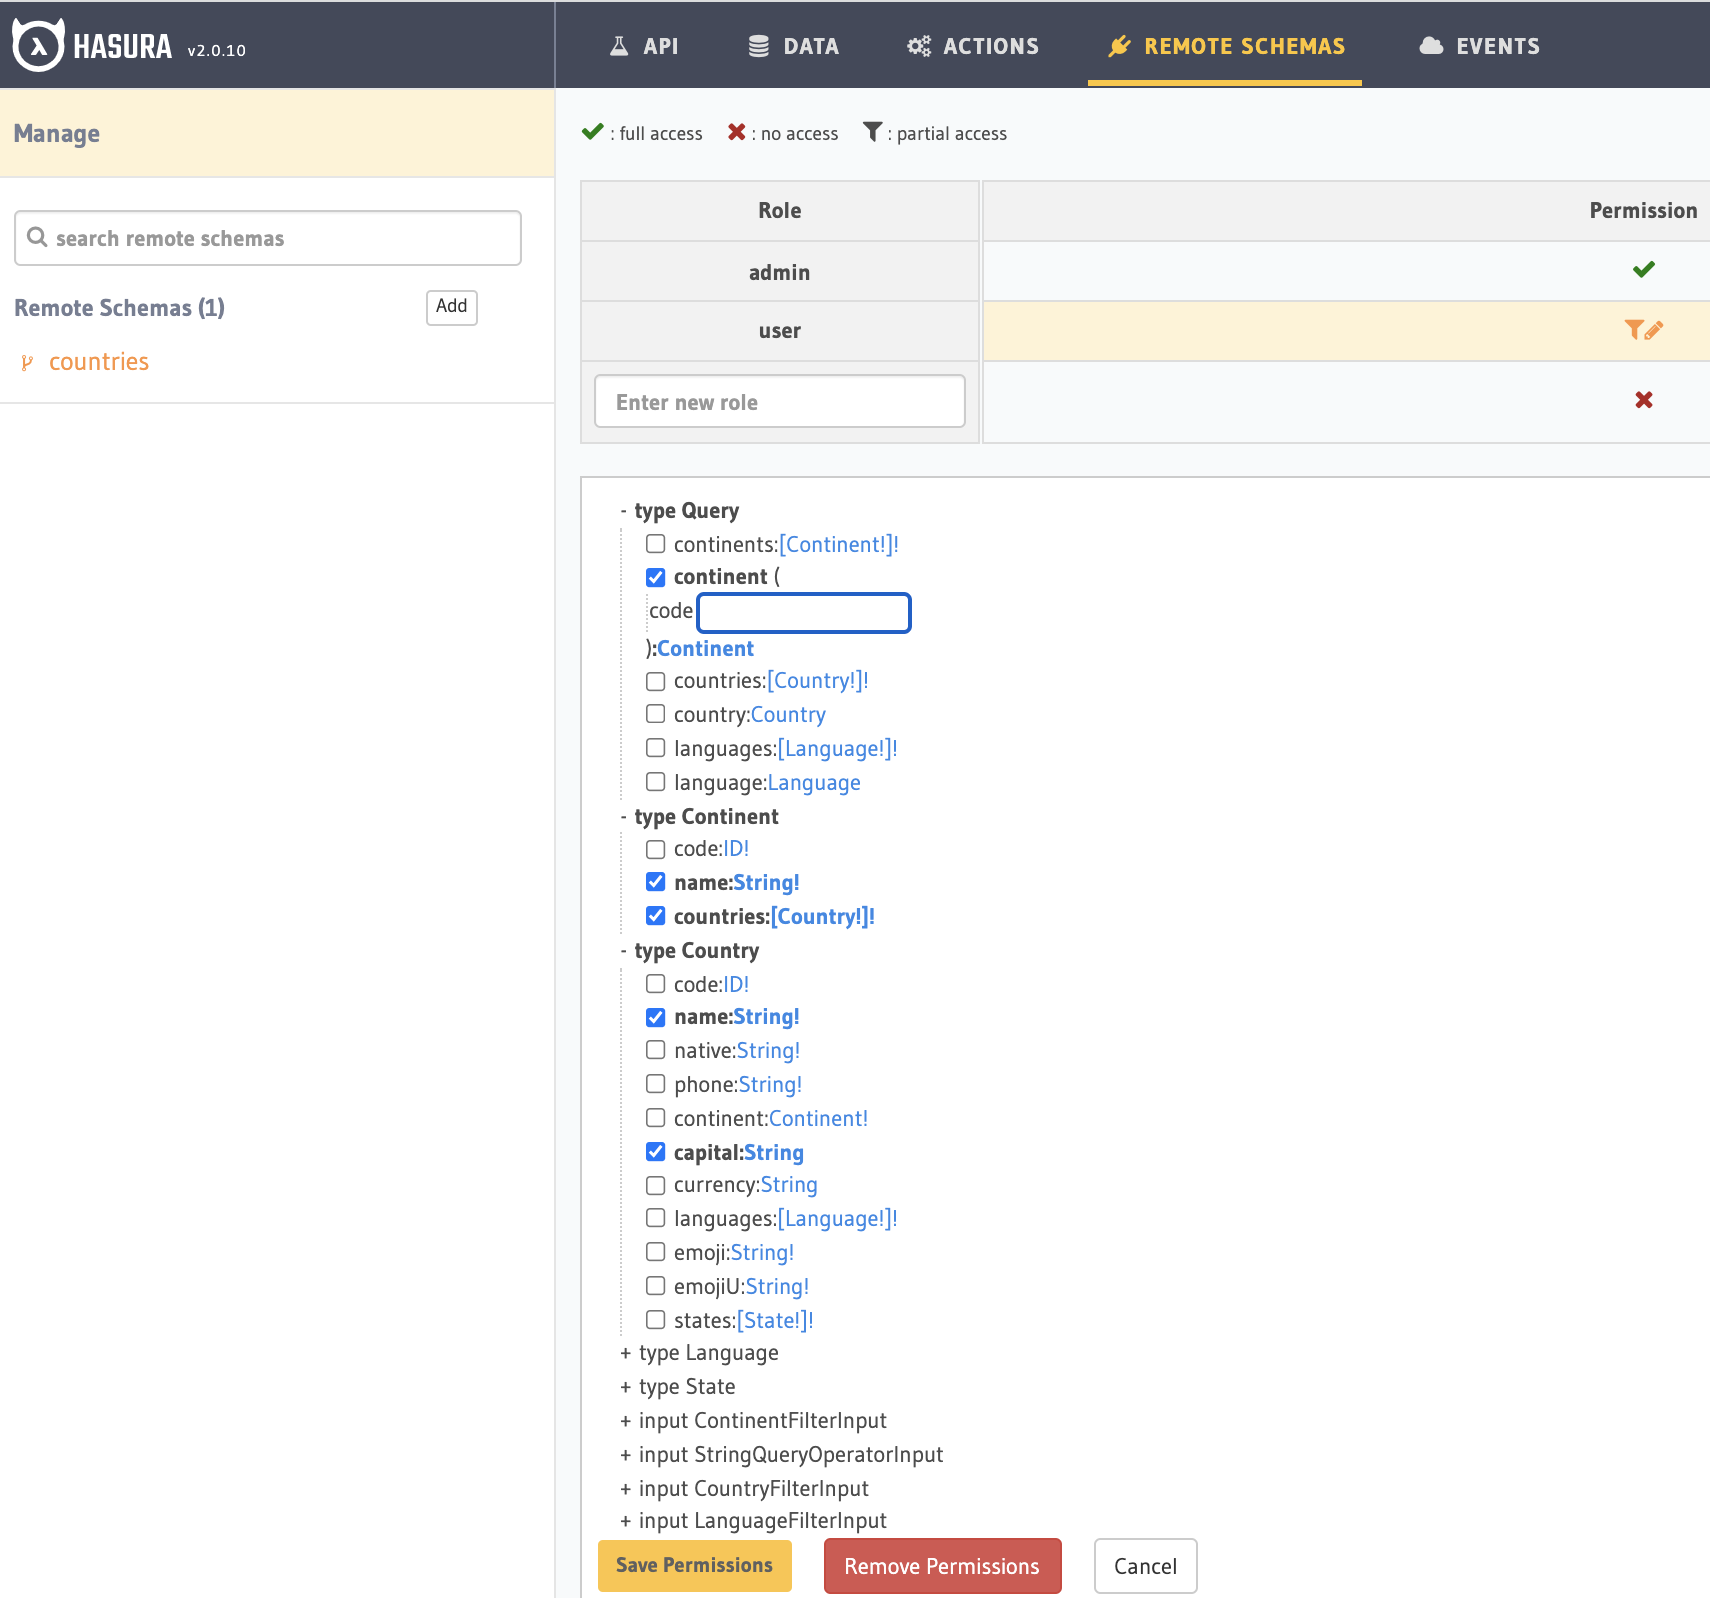 HASURA v2.0.10
API
DATA
ACTIONS
REMOTE SCHEMAS
EVENTS
Manage
search remote schemas
Remote Schemas (1)
Add
countries
: full access
: no access
: partial access
Role
Permission
admin
user
Enter new role
- type Query
continents:[Continent!]!
continent (
code
):Continent
countries:[Country!]!
country:Country
languages:[Language!]!
language:Language
- type Continent
code:ID!
name:String!
countries:[Country!]!
- type Country
code:ID!
name:String!
native:String!
phone:String!
continent:Continent!
capital:String
currency:String
languages:[Language!]!
emoji:String!
emojiU:String!
states:[State!]!
+ type Language
+ type State
+ input ContinentFilterInput
+ input StringQueryOperatorInput
+ input CountryFilterInput
+ input LanguageFilterInput
Save Permissions
Remove Permissions
Cancel